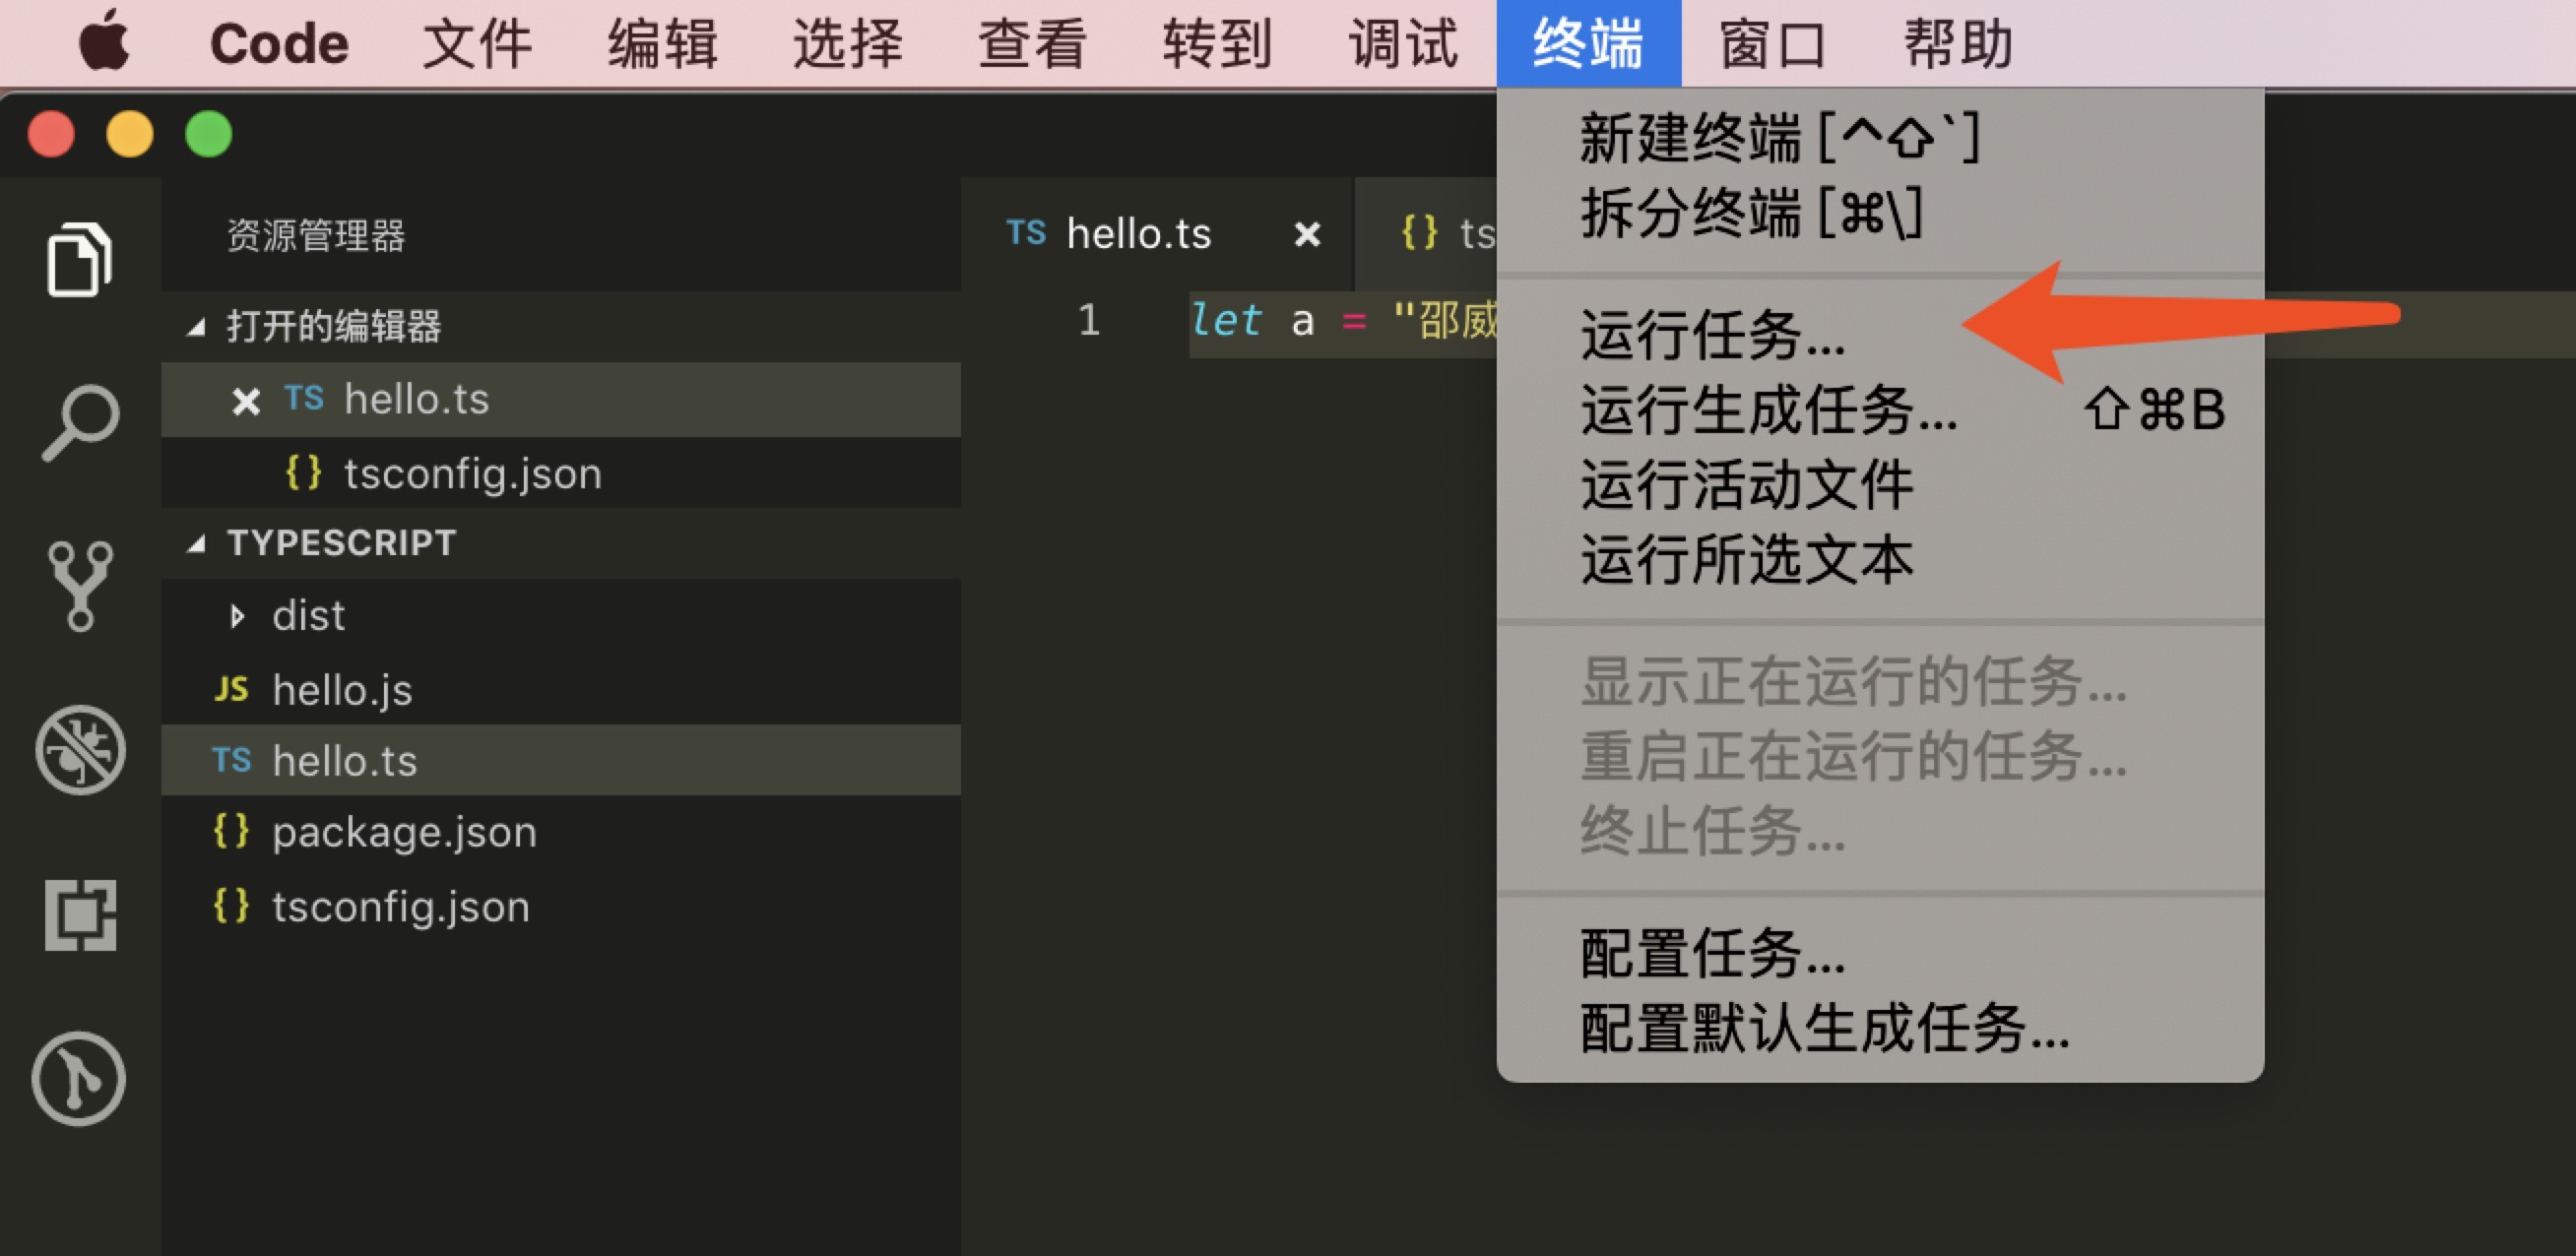 Code 文件 编辑 选择 查看 转到 调试 终端 窗口 帮助
资源管理器
打开的编辑器
TS hello.ts
{} tsconfig.json
TYPESCRIPT
dist
JS hello.js
TS hello.ts
{} package.json
{} tsconfig.json
TS hello.ts
{} ts
1 let a = "邵威
新建终端 [^⇧`]
拆分终端 [⌘\]
运行任务...
运行生成任务... ⇧⌘B
运行活动文件
运行所选文本
显示正在运行的任务...
重启正在运行的任务...
终止任务...
配置任务...
配置默认生成任务...